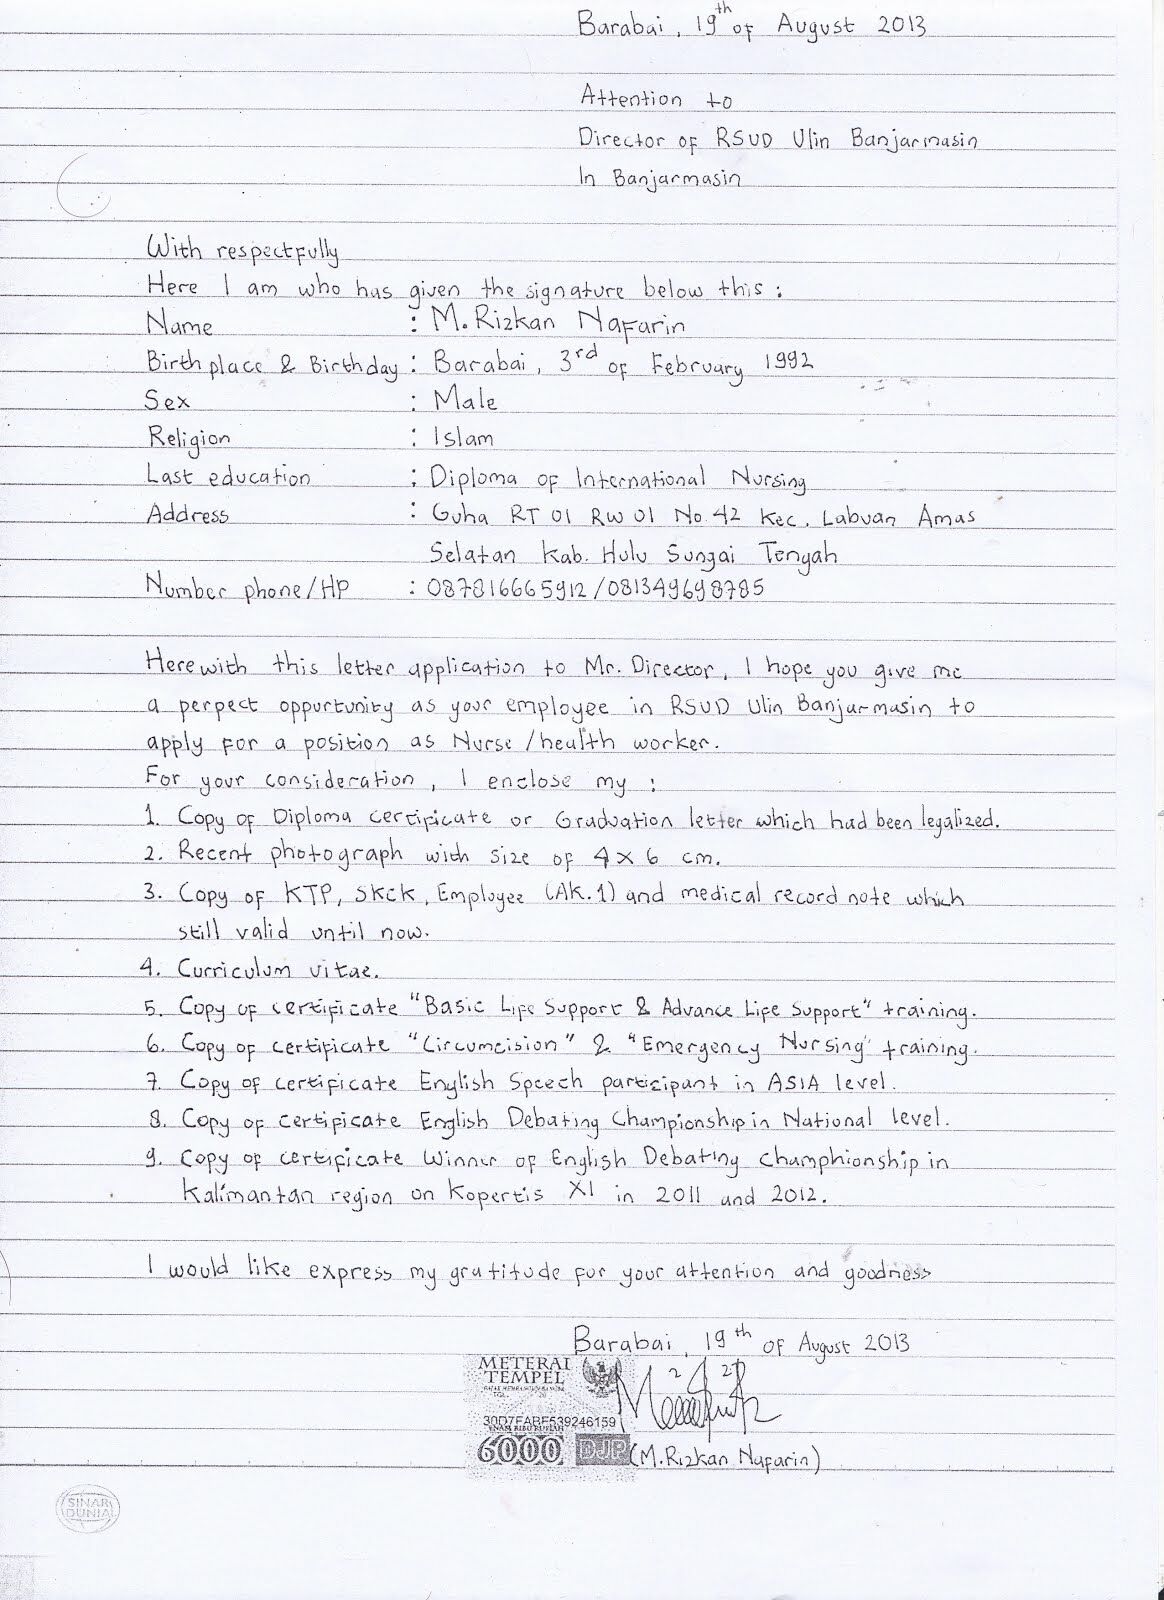 Barabai, 19th of August 2013
Attention to
Director of RSUD Ulin Banjarmasin
In Banjarmasin
With respectfully
Here I am who has given the signature below this :
Name : M. Rizkan Nafarin
Birth place & Birthday : Barabai, 3rd of February 1992
Sex : Male
Religion : Islam
Last education : Diploma of International Nursing
Address : Guha RT 01 RW 01 No. 42 Kec. Labuan Amas
Selatan Kab. Hulu Sungai Tengah
Number phone/HP : 087816665912 /081349698785
Herewith this letter application to Mr. Director, I hope you give me
a perpect oppurtunity as your employee in RSUD Ulin Banjarmasin to
apply for a position as Nurse /health worker.
For your consideration, I enclose my :
1. Copy of Diploma certificate or Graduation letter which had been legalized.
2. Recent photograph with size of 4 x 6 cm.
3. Copy of KTP, SKCK, Employee (AK.1) and medical record note which
still valid until now.
4. Curriculum vitae.
5. Copy of certificate "Basic Life Support & Advance Life Support" training.
6. Copy of certificate "Circumcision" & "Emergency Nursing" training.
7. Copy of certificate English Speech participant in ASIA level.
8. Copy of certificate English Debating Championship in National level.
9. Copy of certificate Winner of English Debating Champhionship in
Kalimantan region on Kopertis XI in 2011 and 2012.
I would like express my gratitude for your attention and goodness
Barabai, 19th of August 2013
METERAI
TEMPEL
30D7FABF539246159
ENAM RIBU RUPIAH
6000 DJP
(M. Rizkan Nafarin)
SINAR
DUNIA